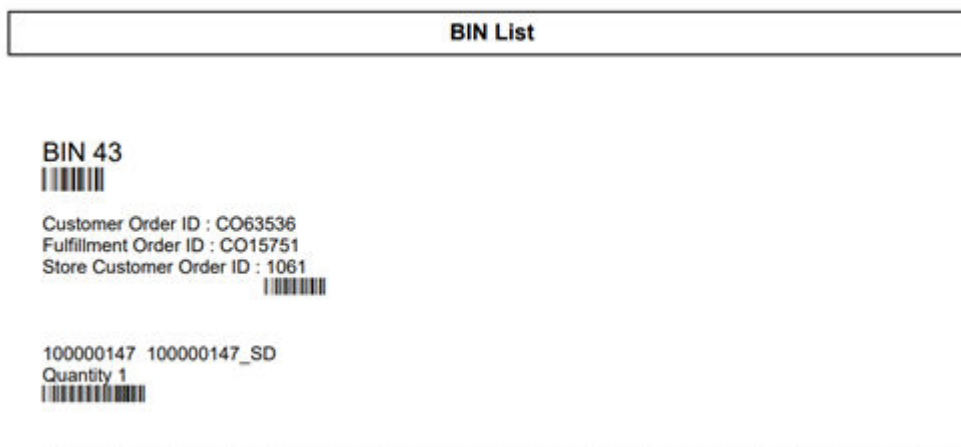 BIN List
BIN 43
Customer Order ID : CO63536
Fulfillment Order ID : CO15751
Store Customer Order ID : 1061
100000147 100000147_SD
Quantity 1